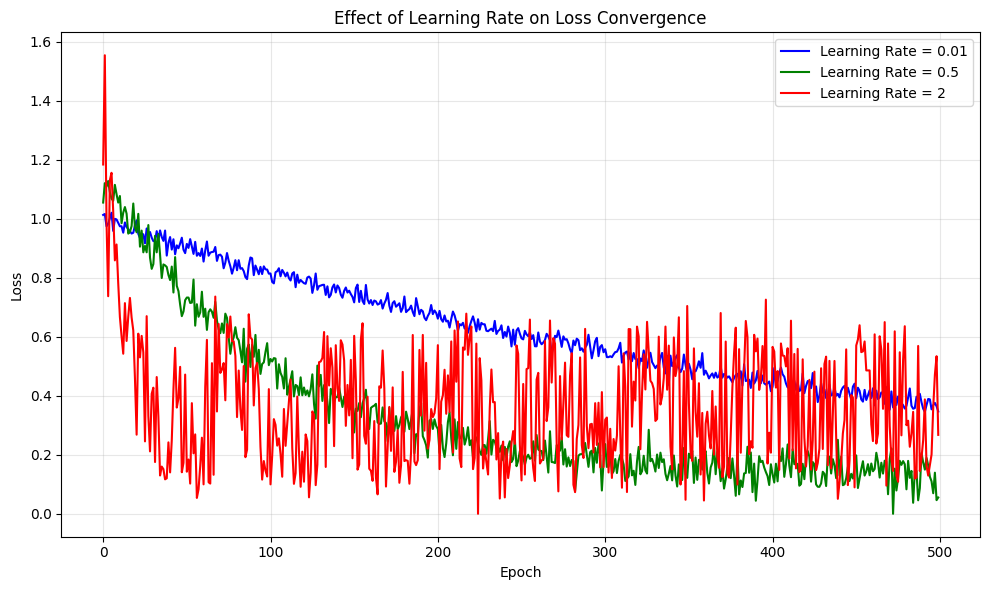 Effect of Learning Rate on Loss Convergence
Learning Rate = 0.01
Learning Rate = 0.5
Learning Rate = 2
Loss
1.6
1.4
1.2
1.0
0.8
0.6
0.4
0.2
0.0
0 100 200 300 400 500
Epoch